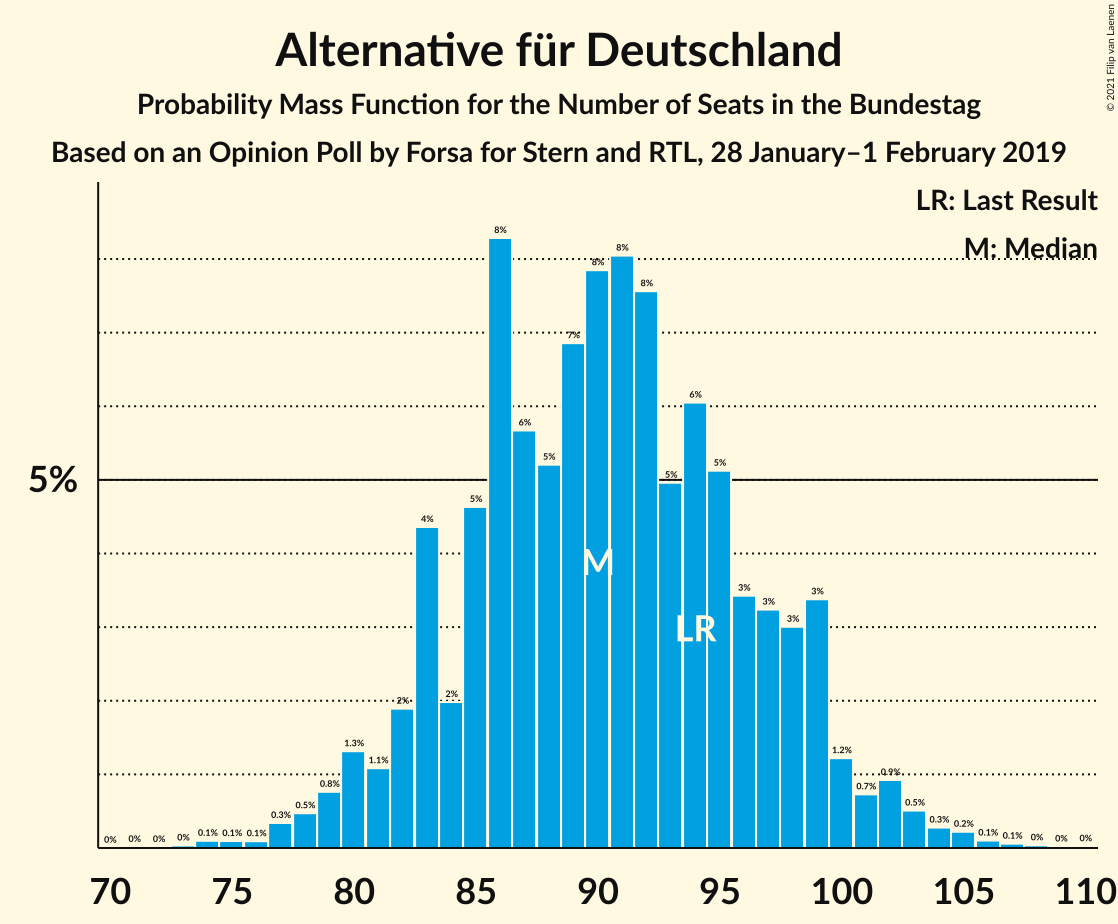 Alternative für Deutschland
Probability Mass Function for the Number of Seats in the Bundestag
Based on an Opinion Poll by Forsa for Stern and RTL, 28 January–1 February 2019
© 2021 Filip van Laenen
LR: Last Result
M: Median
5%
0% 0% 0% 0% 0.1% 0.1% 0.1% 0.3% 0.5% 0.8% 1.3% 1.1% 2% 4% 2% 5% 8% 6% 5% 7% 8% 8% 8% 5% 6% 5% 3% 3% 3% 3% 1.2% 0.7% 0.9% 0.5% 0.3% 0.2% 0.1% 0.1% 0% 0% 0%
M
LR
70 75 80 85 90 95 100 105 110